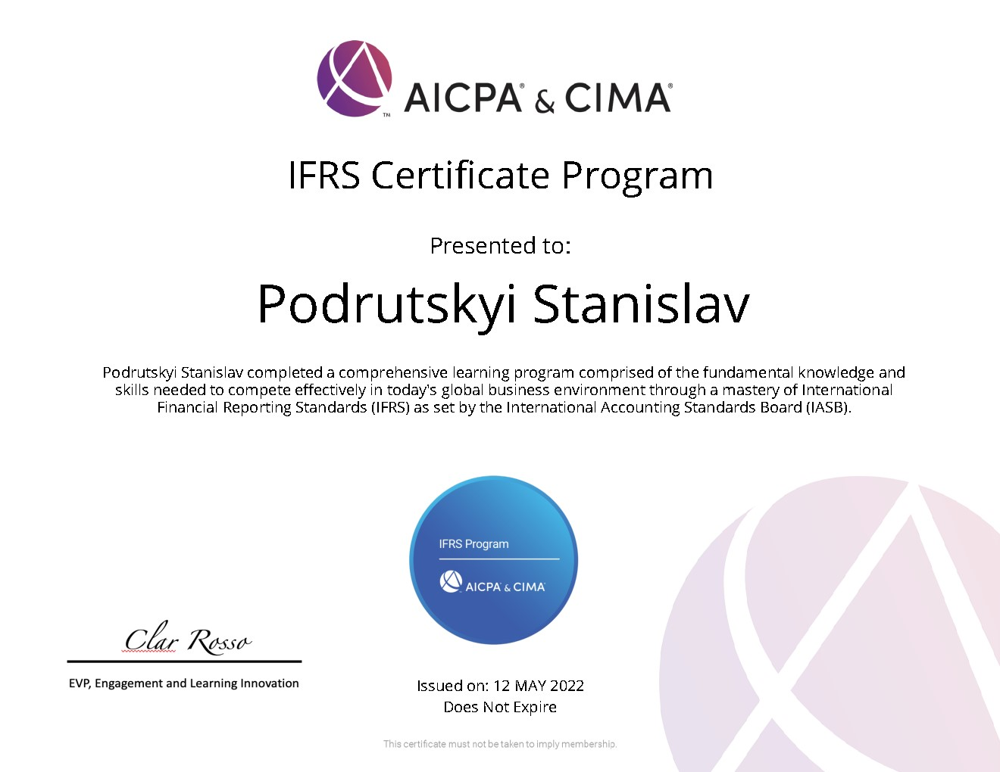 AICPA® & CIMA®
TM
IFRS Certificate Program
Presented to:
Podrutskyi Stanislav
Podrutskyi Stanislav completed a comprehensive learning program comprised of the fundamental knowledge and
skills needed to compete effectively in today's global business environment through a mastery of International
Financial Reporting Standards (IFRS) as set by the International Accounting Standards Board (IASB).
IFRS Program
AICPA & CIMA
Clar Rosso
EVP, Engagement and Learning Innovation
Issued on: 12 MAY 2022
Does Not Expire
This certificate must not be taken to imply membership.